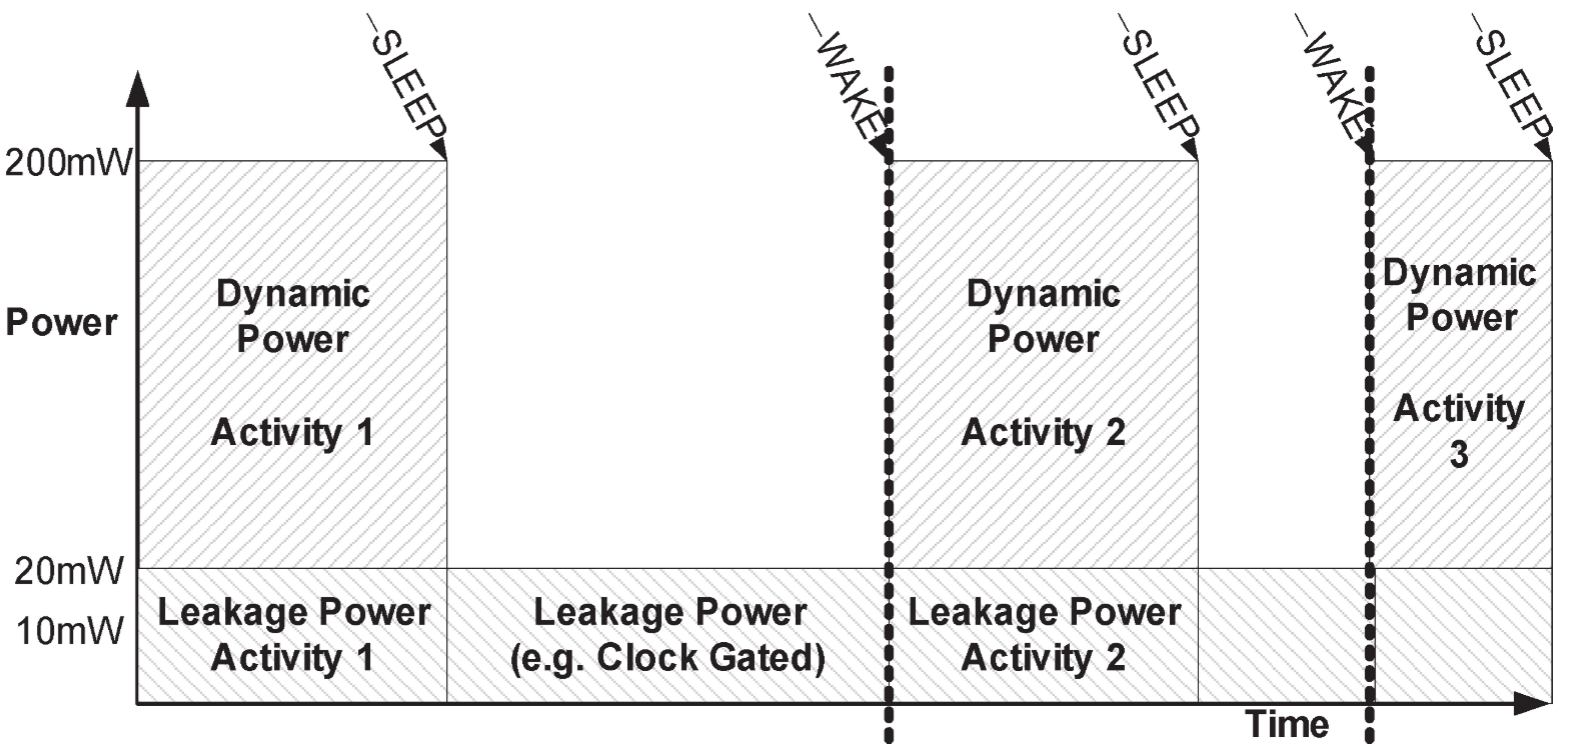 SLEEP
WAKE
SLEEP
WAKE
SLEEP
200mW
Power
20mW
10mW
Dynamic
Power
Activity 1
Dynamic
Power
Activity 2
Dynamic
Power
Activity
3
Leakage Power
Activity 1
Leakage Power
(e.g. Clock Gated)
Leakage Power
Activity 2
Time